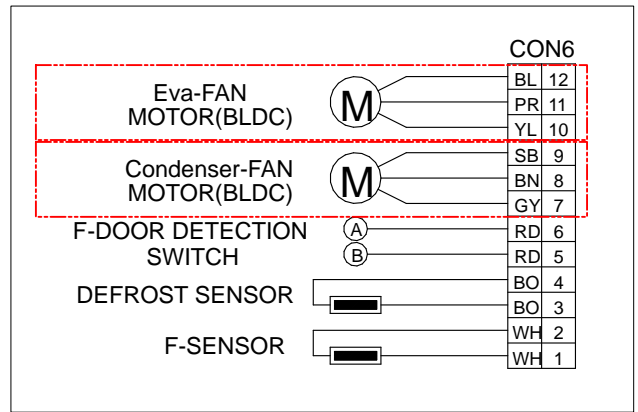 CON6
Eva-FAN
MOTOR(BLDC)
M
BL 12
PR 11
YL 10
Condenser-FAN
MOTOR(BLDC)
M
SB 9
BN 8
GY 7
F-DOOR DETECTION
SWITCH
A
B
RD 6
RD 5
DEFROST SENSOR
BO 4
BO 3
F-SENSOR
WH 2
WH 1